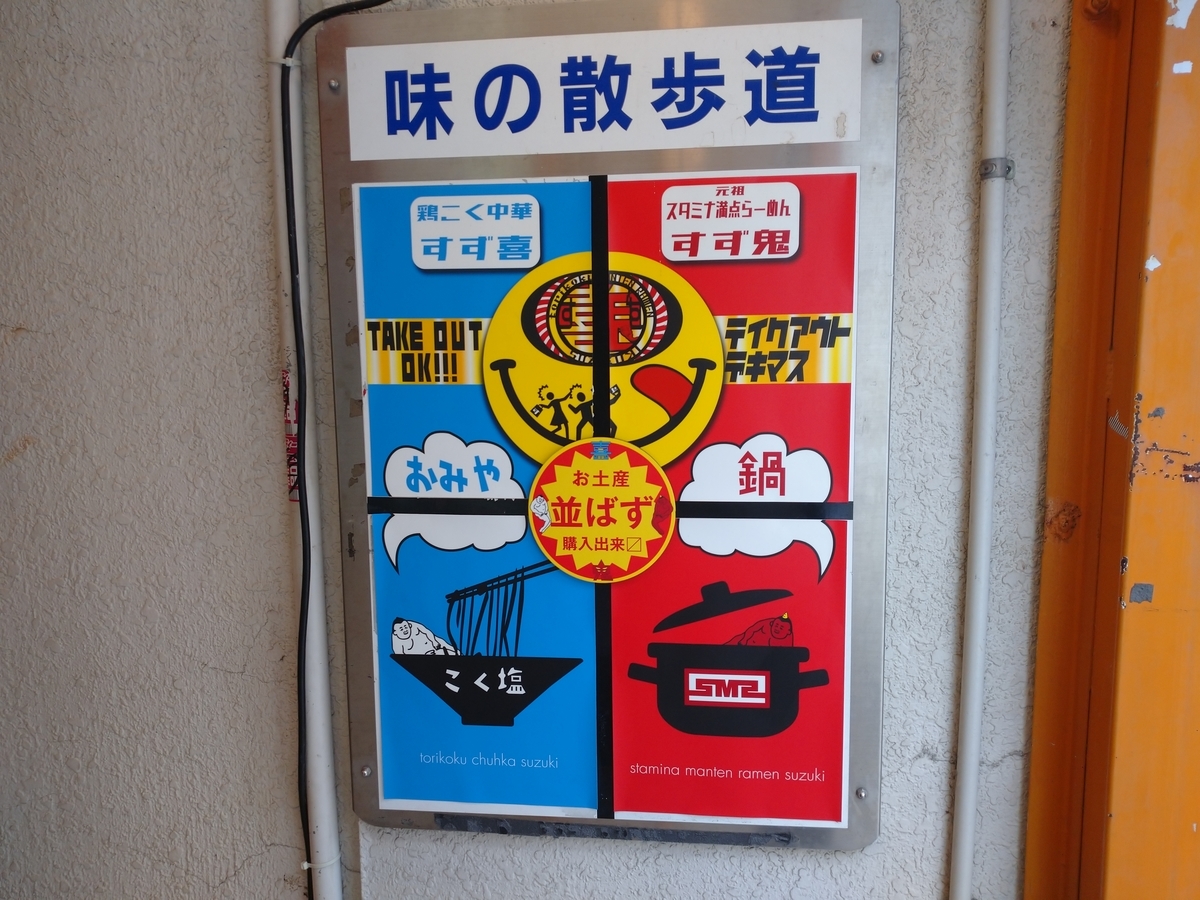 味の散歩道
鶏こく中華
すず喜
元祖
スタミナ満点らーめん
すず鬼
TAKE OUT
OK!!!
テイクアウト
デキマス
おみや
鍋
お土産
並ばず
購入出来〼
SUZUKI
こく塩
SMR
torikoku chuhka suzuki
stamina manten ramen suzuki